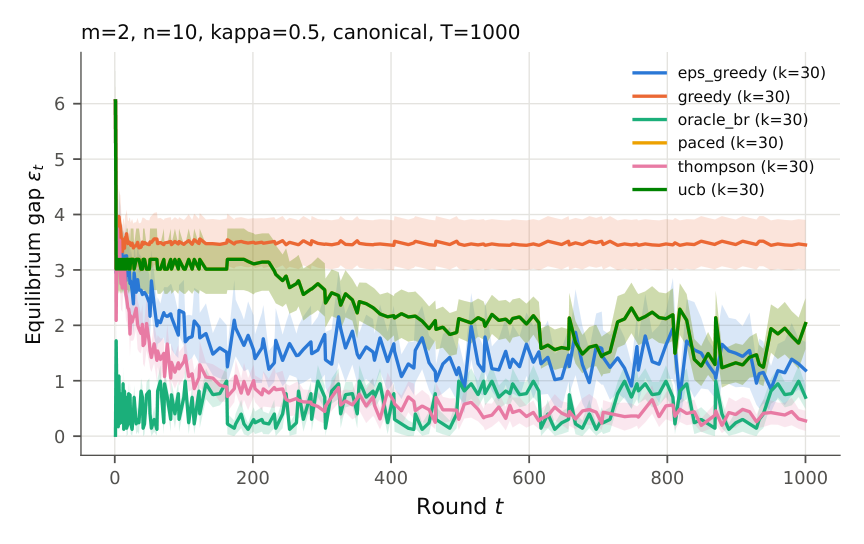 m=2, n=10, kappa=0.5, canonical, T=1000
eps_greedy (k=30)
greedy (k=30)
oracle_br (k=30)
paced (k=30)
thompson (k=30)
ucb (k=30)
Equilibrium gap εₜ
6
5
4
3
2
1
0
0 200 400 600 800 1000
Round t